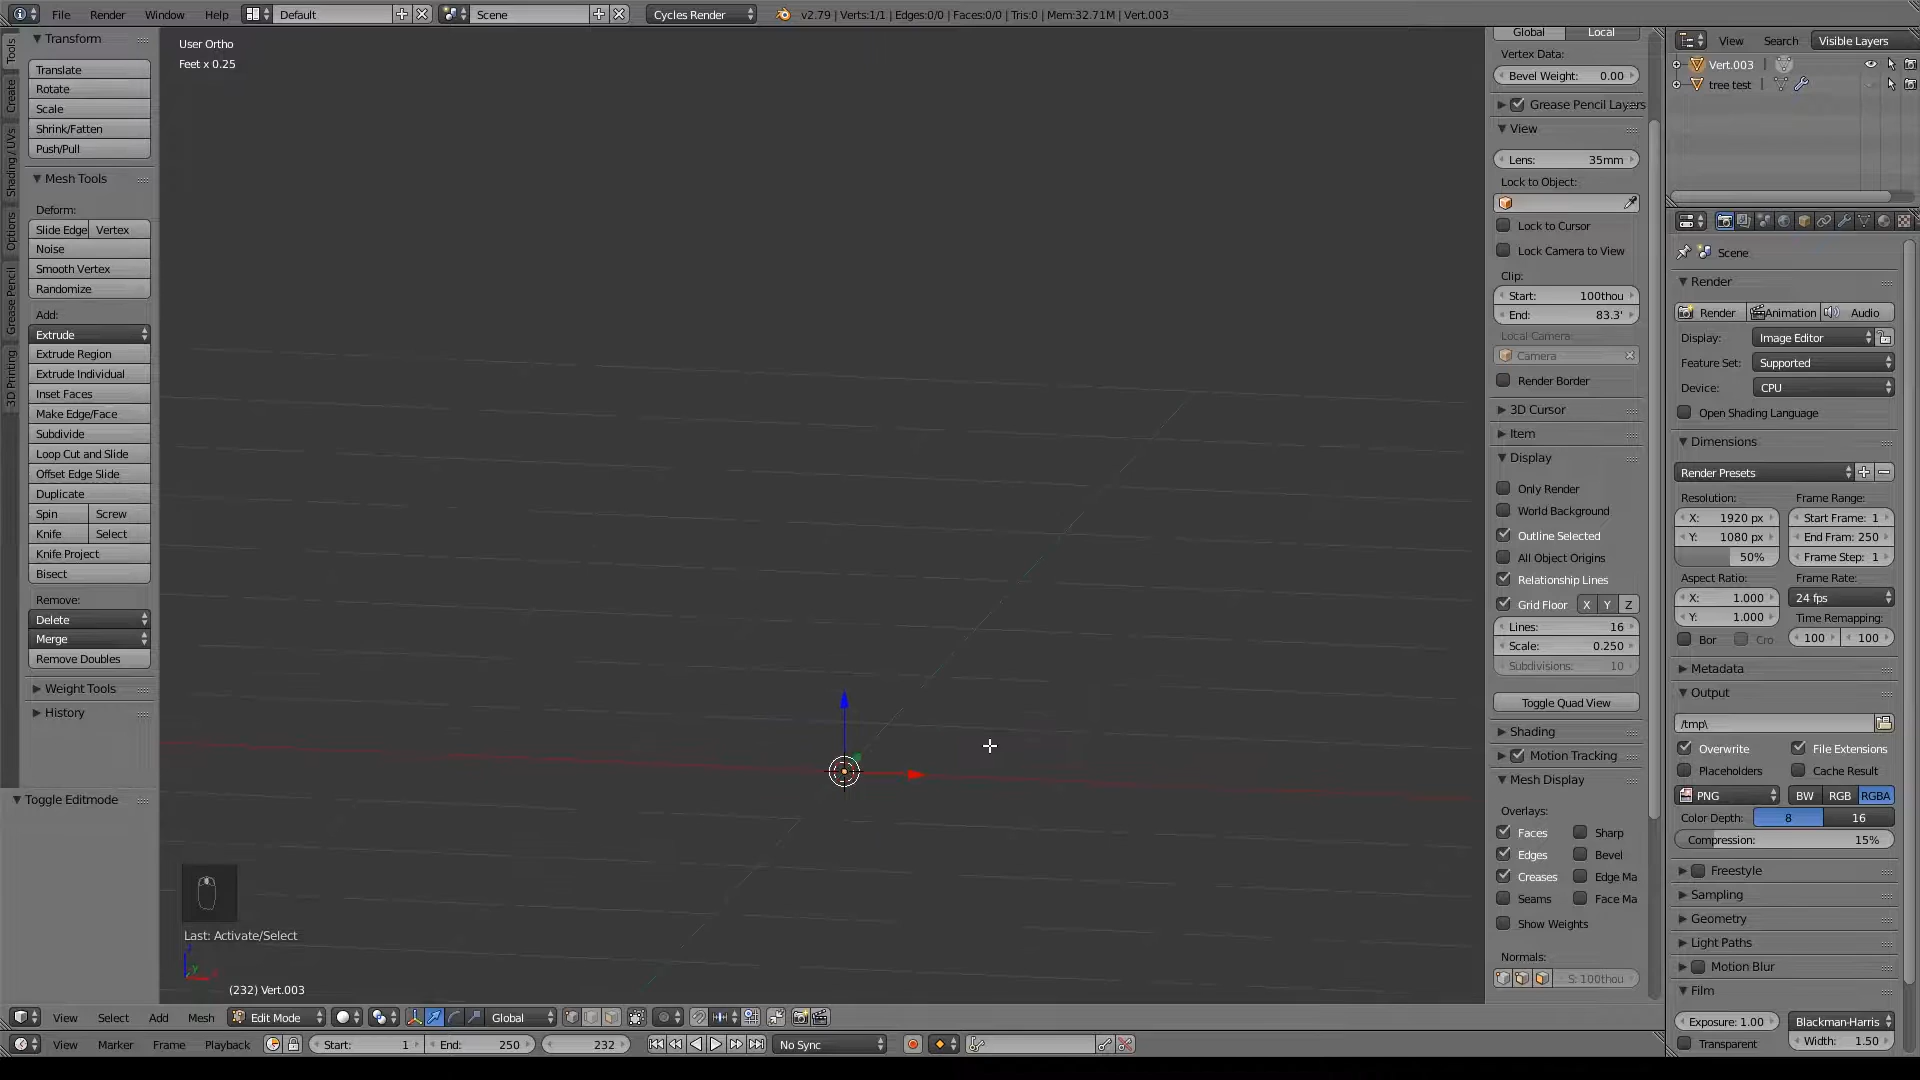 File Render Window Help Default Scene Cycles Render v2.79 | Verts:1/1 | Edges:0/0 | Faces:0/0 | Tris:0 | Mem:32.71M | Vert.003
Tools
Create
Shading / UVs
Options
Grease Pencil
3D Printing
Transform
Translate
Rotate
Scale
Shrink/Fatten
Push/Pull
Mesh Tools
Deform:
Slide Edge Vertex
Noise
Smooth Vertex
Randomize
Add:
Extrude
Extrude Region
Extrude Individual
Inset Faces
Make Edge/Face
Subdivide
Loop Cut and Slide
Offset Edge Slide
Duplicate
Spin Screw
Knife Select
Knife Project
Bisect
Remove:
Delete
Merge
Remove Doubles
Weight Tools
History
Toggle Editmode
User Ortho
Feet x 0.25
Last: Activate/Select
(232) Vert.003
Global Local
Vertex Data:
Bevel Weight: 0.00
Grease Pencil Layers
View
Lens: 35mm
Lock to Object:
Lock to Cursor
Lock Camera to View
Clip:
Start: 100thou
End: 83.3'
Local Camera:
Camera
Render Border
3D Cursor
Item
Display
Only Render
World Background
Outline Selected
All Object Origins
Relationship Lines
Grid Floor X Y Z
Lines: 16
Scale: 0.250
Subdivisions: 10
Toggle Quad View
Shading
Motion Tracking
Mesh Display
Overlays:
Faces Sharp
Edges Bevel
Creases Edge Ma
Seams Face Ma
Show Weights
Normals:
S: 100thou
View Search Visible Layers
Vert.003
tree test
Scene
Render
Render Animation Audio
Display: Image Editor
Feature Set: Supported
Device: CPU
Open Shading Language
Dimensions
Render Presets
Resolution: Frame Range:
X: 1920 px Start Frame: 1
Y: 1080 px End Fram: 250
50% Frame Step: 1
Aspect Ratio: Frame Rate:
X: 1.000 24 fps
Y: 1.000 Time Remapping:
Bor Cro 100 100
Metadata
Output
/tmp\
Overwrite File Extensions
Placeholders Cache Result
PNG BW RGB RGBA
Color Depth: 8 16
Compression: 15%
Freestyle
Sampling
Geometry
Light Paths
Motion Blur
Film
Exposure: 1.00 Blackman-Harris
Transparent Width: 1.50
View Select Add Mesh Edit Mode Global
View Marker Frame Playback Start: 1 End: 250 232 No Sync